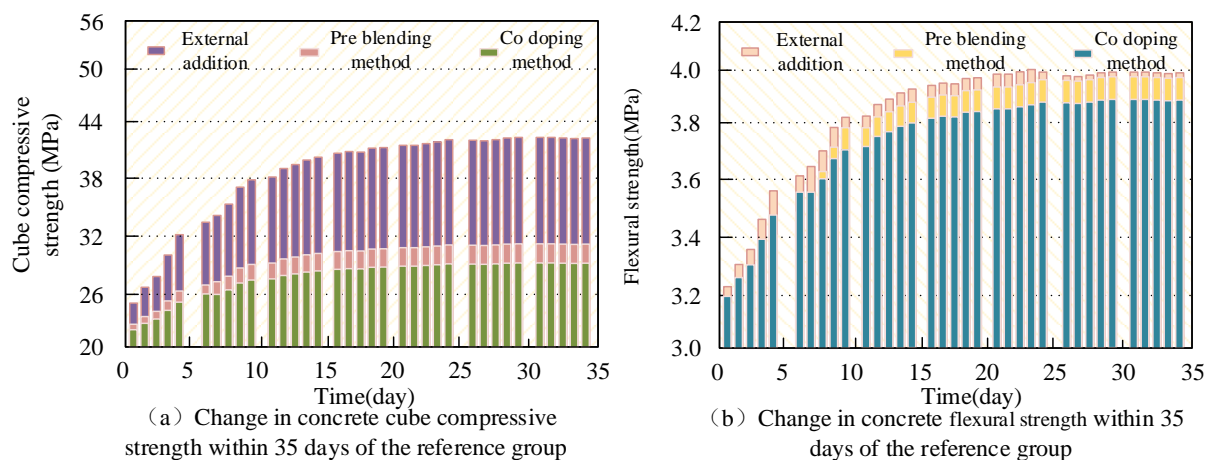 56
50
44
38
32
26
20
Cube compressive
strength (MPa)
External
addition
Pre blending
method
Co doping
method
0 5 10 15 20 25 30 35
Time(day)
（a）Change in concrete cube compressive
strength within 35 days of the reference group
4.2
4.0
3.8
3.6
3.4
3.2
3.0
Flexural strength(MPa)
External
addition
Pre blending
method
Co doping
method
0 5 10 15 20 25 30 35
Time(day)
（b）Change in concrete flexural strength within 35
days of the reference group